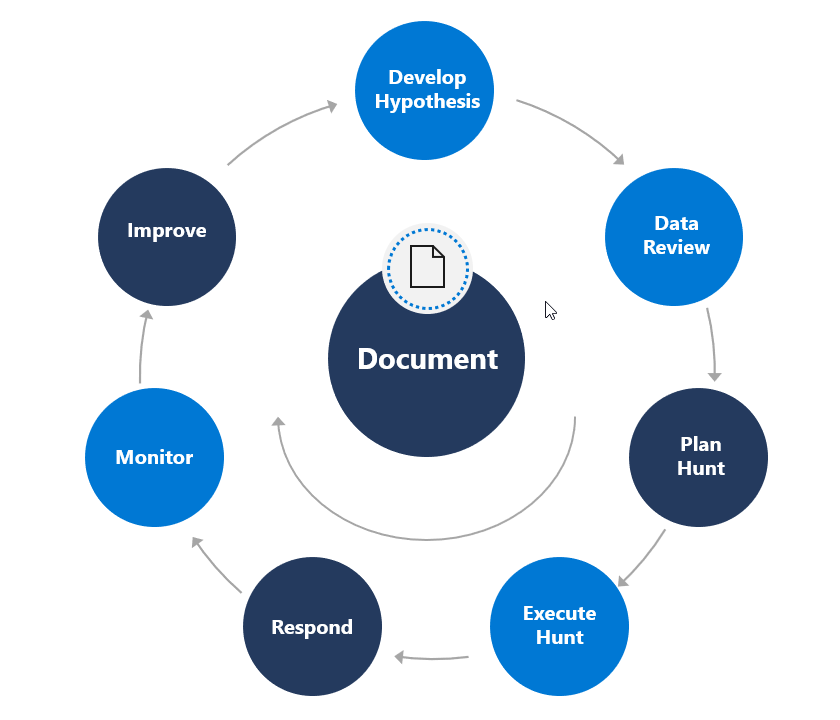 Develop
Hypothesis
Data
Review
Plan
Hunt
Execute
Hunt
Respond
Monitor
Improve
Document